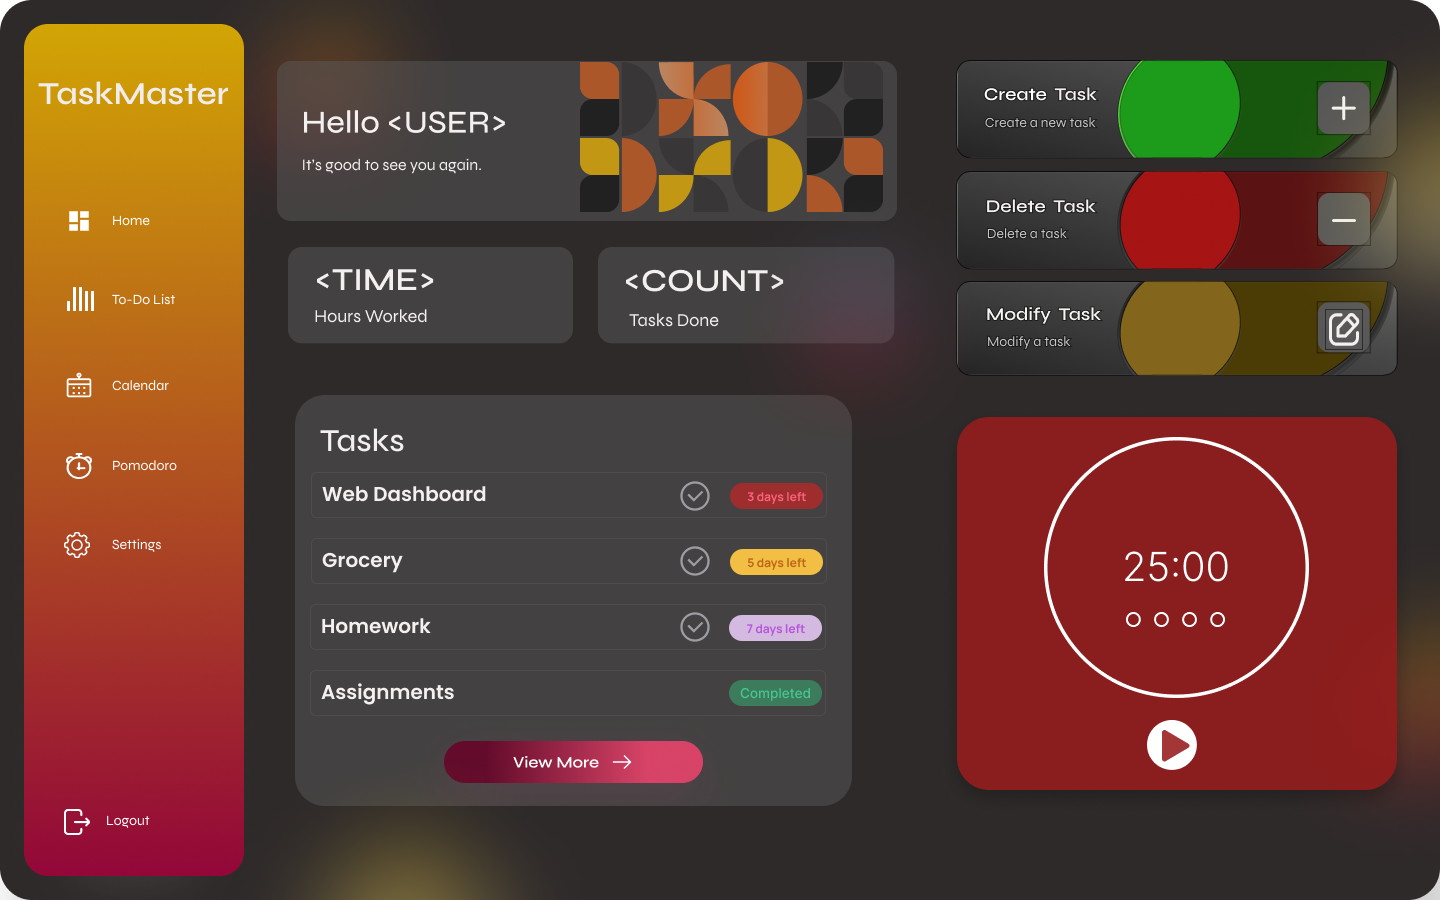 TaskMaster
Home
To-Do List
Calendar
Pomodoro
Settings
Logout
Hello <USER>
It's good to see you again.
<TIME>
Hours Worked
<COUNT>
Tasks Done
Tasks
Web Dashboard
3 days left
Grocery
5 days left
Homework
7 days left
Assignments
Completed
View More
Create Task
Create a new task
Delete Task
Delete a task
Modify Task
Modify a task
25:00